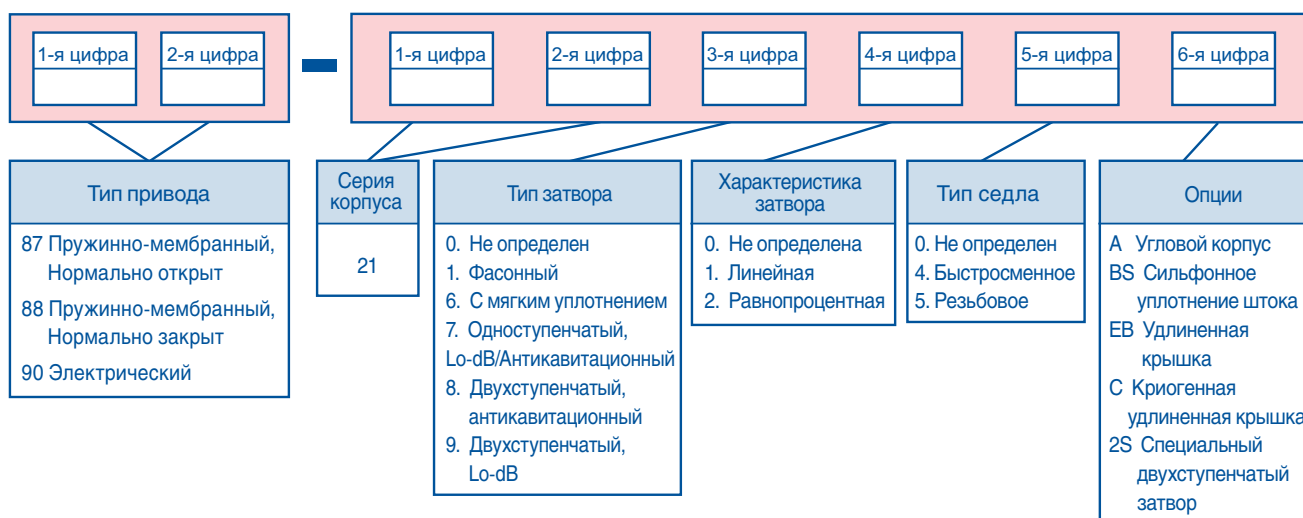 1-я цифра
2-я цифра
1-я цифра
2-я цифра
3-я цифра
4-я цифра
5-я цифра
6-я цифра
Тип привода
87 Пружинно-мембранный,
Нормально открыт
88 Пружинно-мембранный,
Нормально закрыт
90 Электрический
Серия
корпуса
21
Тип затвора
0. Не определен
1. Фасонный
6. С мягким уплотнением
7. Одноступенчатый,
Lo-dB/Антикавитационный
8. Двухступенчатый,
антикавитационный
9. Двухступенчатый,
Lo-dB
Характеристика
затвора
0. Не определена
1. Линейная
2. Равнопроцентная
Тип седла
0. Не определен
4. Быстросменное
5. Резьбовое
Опции
A Угловой корпус
BS Сильфонное
уплотнение штока
EB Удлиненная
крышка
C Криогенная
удлиненная крышка
2S Специальный
двухступенчатый
затвор